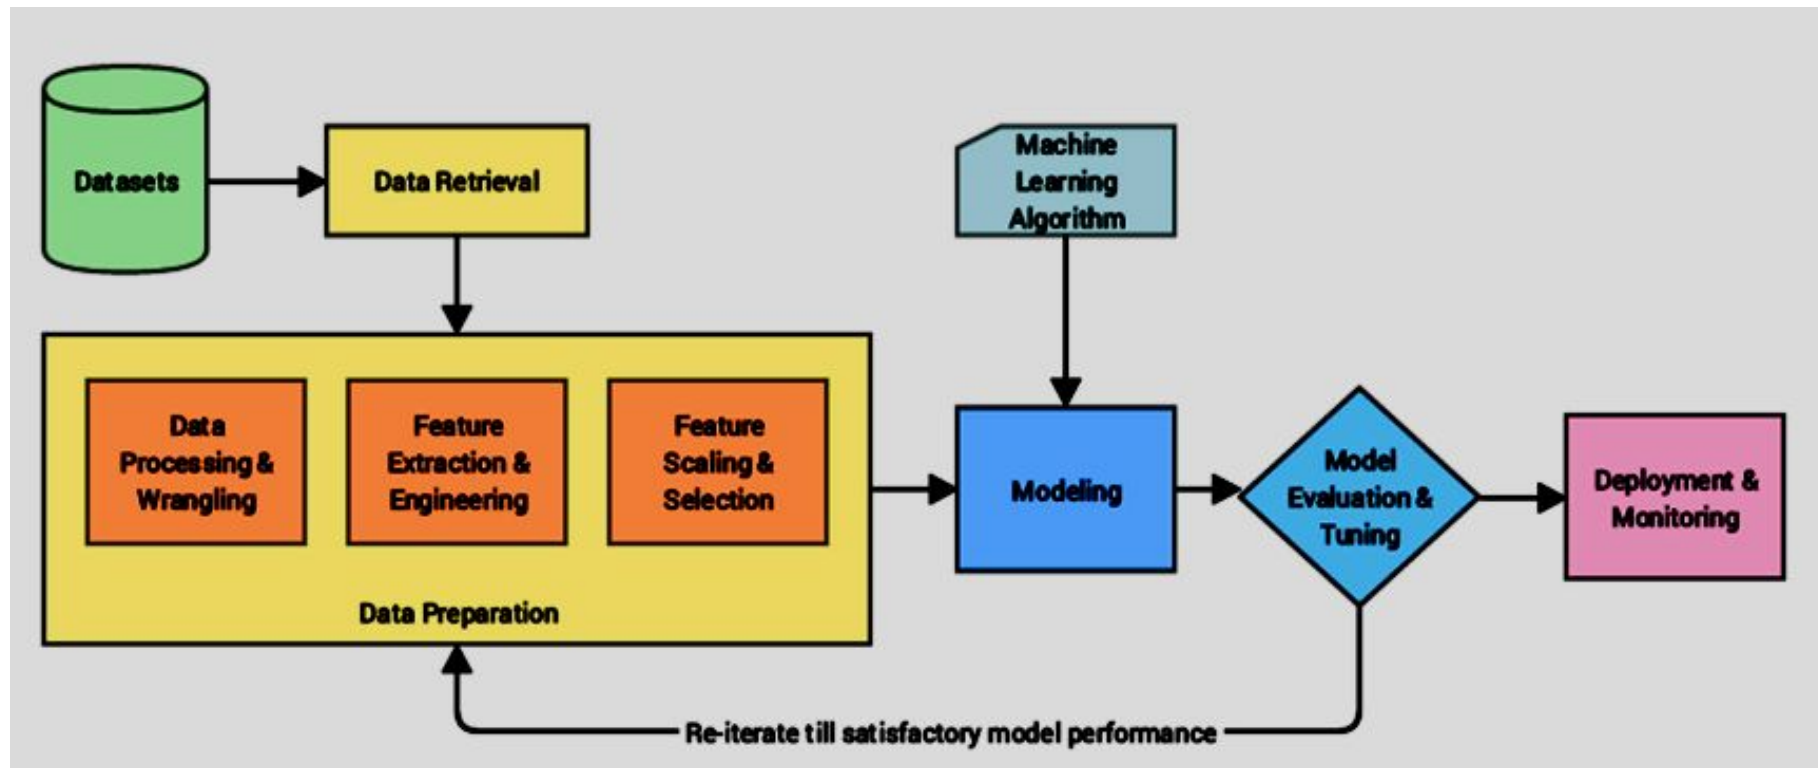 Datasets
Data Retrieval
Machine
Learning
Algorithm
Data
Processing &
Wrangling
Feature
Extraction &
Engineering
Feature
Scaling &
Selection
Data Preparation
Modeling
Model
Evaluation &
Tuning
Deployment &
Monitoring
Re-iterate till satisfactory model performance